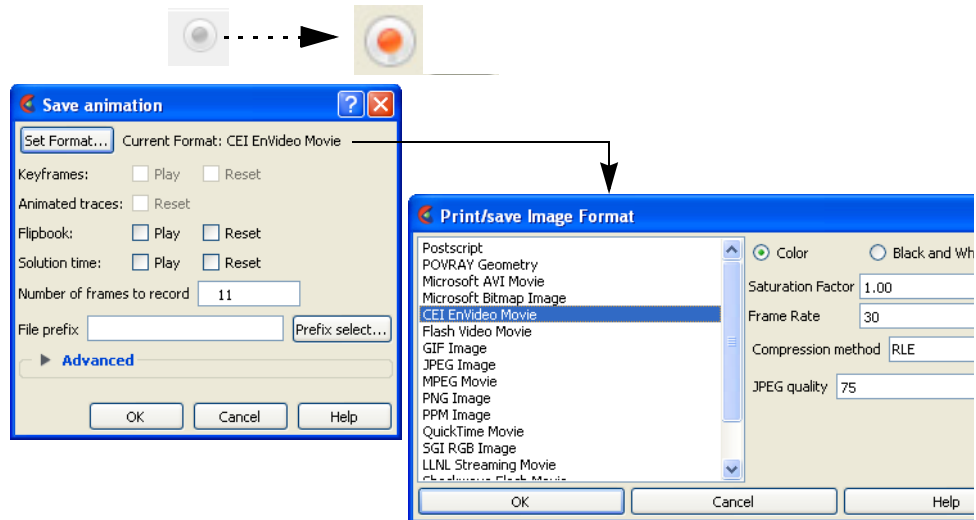 Save animation
Set Format... Current Format: CEI EnVideo Movie
Keyframes: Play Reset
Animated traces: Reset
Flipbook: Play Reset
Solution time: Play Reset
Number of frames to record 11
File prefix Prefix select...
Advanced
OK Cancel Help
Print/save Image Format
Postscript
POVRAY Geometry
Microsoft AVI Movie
Microsoft Bitmap Image
CEI EnVideo Movie
Flash Video Movie
GIF Image
JPEG Image
MPEG Movie
PNG Image
PPM Image
QuickTime Movie
SGI RGB Image
LLNL Streaming Movie
Color Black and Wh
Saturation Factor 1.00
Frame Rate 30
Compression method RLE
JPEG quality 75
OK Cancel Help